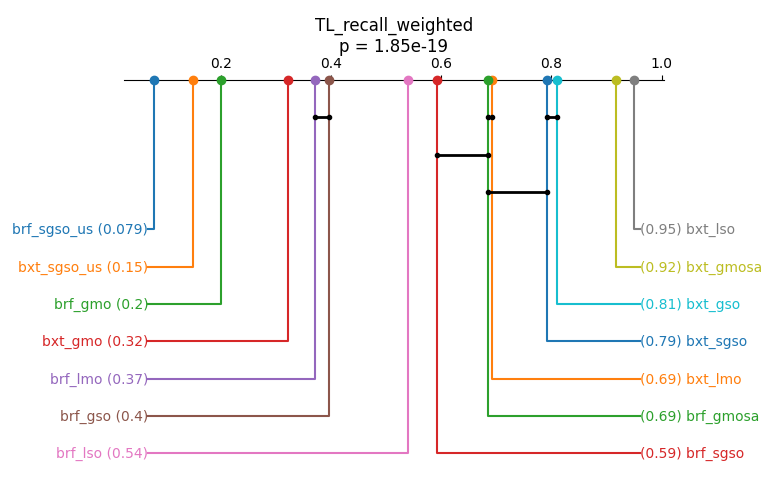 TL_recall_weighted
p = 1.85e-19
0.2 0.4 0.6 0.8 1.0
brf_sgso_us (0.079) (0.95) bxt_lso
bxt_sgso_us (0.15) (0.92) bxt_gmosa
brf_gmo (0.2) (0.81) bxt_gso
bxt_gmo (0.32) (0.79) bxt_sgso
brf_lmo (0.37) (0.69) bxt_lmo
brf_gso (0.4) (0.69) brf_gmosa
brf_lso (0.54) (0.59) brf_sgso